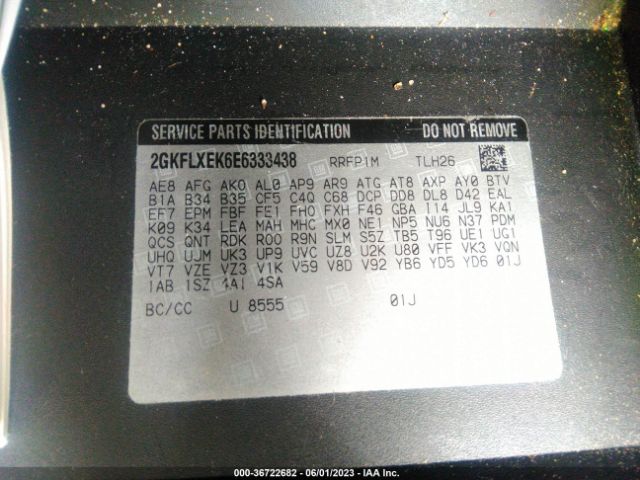 SERVICE PARTS IDENTIFICATION DO NOT REMOVE
2GKFLXEK6E6333438 RRFP1M TLH26
AE8 AFG AKO AL0 AP9 AR9 ATG AT8 AXP AY0 BTV
B1A B34 B35 CF5 C4Q C68 DCP DD8 DL8 D42 EAL
EF7 EPM FBF FE1 FHO FXH F46 GBA I14 JL9 KA1
K09 K34 LEA MAH MHC MX0 NE1 NP5 NU6 N37 PDM
QCS QNT RDK ROO R9N SLM S5Z TB5 T96 UE1 UG1
UHQ UJM UK3 UP9 UVC UZ8 U2K U80 VFF VK3 VQN
VT7 VZE VZ3 V1K V59 V8D V92 YB6 YD5 YD6 01J
1AB 1SZ 4A1 4SA
BC/CC U 8555 01J
000-36722682 - 06/01/2023 - IAA Inc.